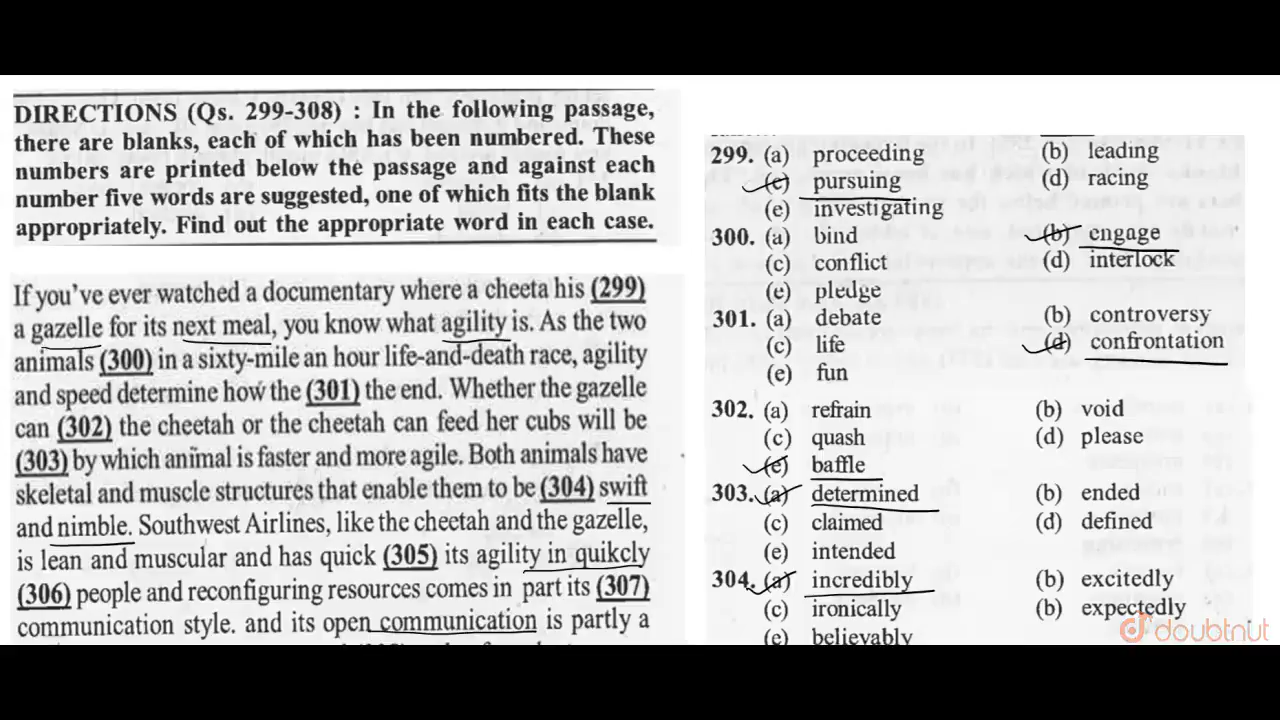 DIRECTIONS (Qs. 299-308) : In the following passage,
there are blanks, each of which has been numbered. These
numbers are printed below the passage and against each
number five words are suggested, one of which fits the blank
appropriately. Find out the appropriate word in each case.
If you've ever watched a documentary where a cheeta his (299)
a gazelle for its next meal, you know what agility is. As the two
animals (300) in a sixty-mile an hour life-and-death race, agility
and speed determine how the (301) the end. Whether the gazelle
can (302) the cheetah or the cheetah can feed her cubs will be
(303) by which animal is faster and more agile. Both animals have
skeletal and muscle structures that enable them to be (304) swift
and nimble. Southwest Airlines, like the cheetah and the gazelle,
is lean and muscular and has quick (305) its agility in quikcly
(306) people and reconfiguring resources comes in part its (307)
communication style. and its open communication is partly a
299. (a) proceeding (b) leading
(c) pursuing (d) racing
(e) investigating
300. (a) bind (b) engage
(c) conflict (d) interlock
(e) pledge
301. (a) debate (b) controversy
(c) life (d) confrontation
(e) fun
302. (a) refrain (b) void
(c) quash (d) please
(e) baffle
303. (a) determined (b) ended
(c) claimed (d) defined
(e) intended
304. (a) incredibly (b) excitedly
(c) ironically (b) expectedly
(e) believably
doubtnut